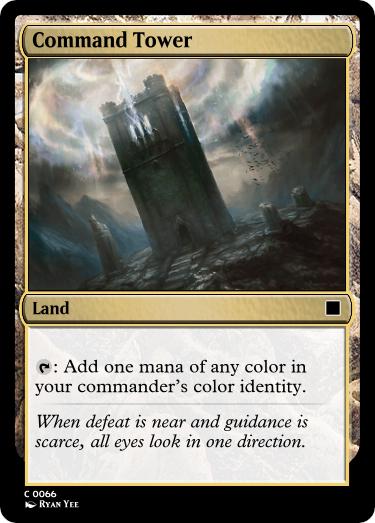 Command Tower
Land
: Add one mana of any color in
your commander's color identity.
When defeat is near and guidance is
scarce, all eyes look in one direction.
C 0066
Ryan Yee